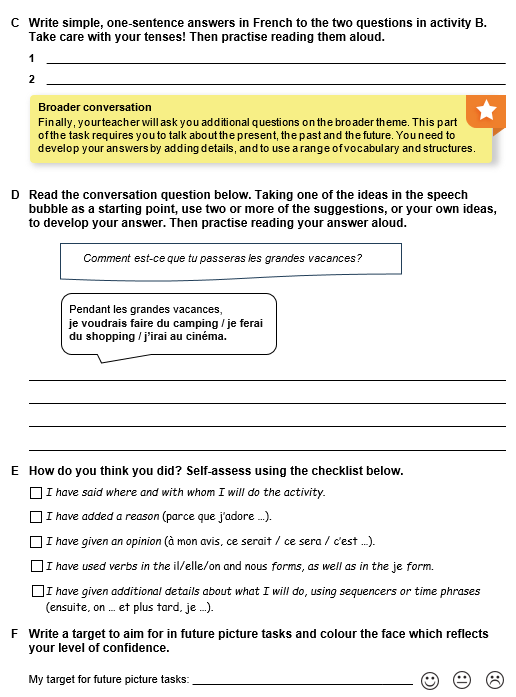 C Write simple, one-sentence answers in French to the two questions in activity B.
Take care with your tenses! Then practise reading them aloud.
1
2
Broader conversation
Finally, your teacher will ask you additional questions on the broader theme. This part
of the task requires you to talk about the present, the past and the future. You need to
develop your answers by adding details, and to use a range of vocabulary and structures.
D Read the conversation question below. Taking one of the ideas in the speech
bubble as a starting point, use two or more of the suggestions, or your own ideas,
to develop your answer. Then practise reading your answer aloud.
Comment est-ce que tu passeras les grandes vacances?
Pendant les grandes vacances,
je voudrais faire du camping / je ferai
du shopping / j'irai au cinéma.
E How do you think you did? Self-assess using the checklist below.
I have said where and with whom I will do the activity.
I have added a reason (parce que j'adore ...).
I have given an opinion (à mon avis, ce serait / ce sera / c'est ...).
I have used verbs in the il/elle/on and nous forms, as well as in the je form.
I have given additional details about what I will do, using sequencers or time phrases
(ensuite, on ... et plus tard, je ...).
F Write a target to aim for in future picture tasks and colour the face which reflects
your level of confidence.
My target for future picture tasks: